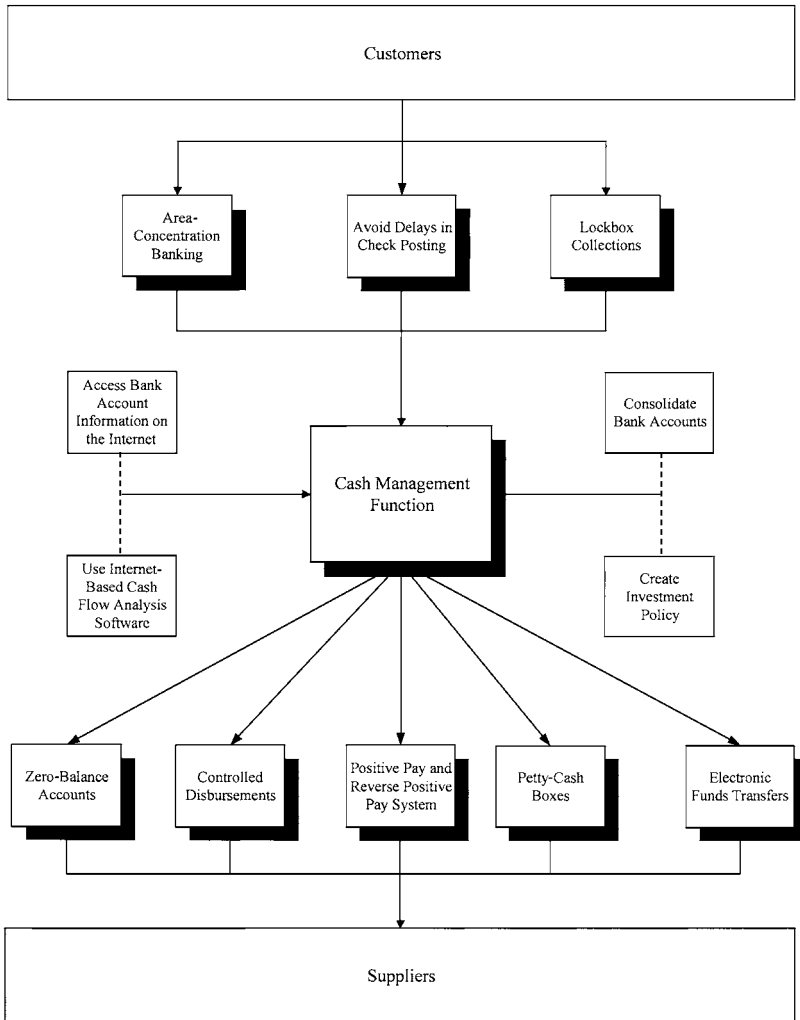 Customers
Area-
Concentration
Banking
Avoid Delays in
Check Posting
Lockbox
Collections
Access Bank
Account
Information on
the Internet
Consolidate
Bank Accounts
Cash Management
Function
Use Internet-
Based Cash
Flow Analysis
Software
Create
Investment
Policy
Zero-Balance
Accounts
Controlled
Disbursements
Positive Pay and
Reverse Positive
Pay System
Petty-Cash
Boxes
Electronic
Funds Transfers
Suppliers